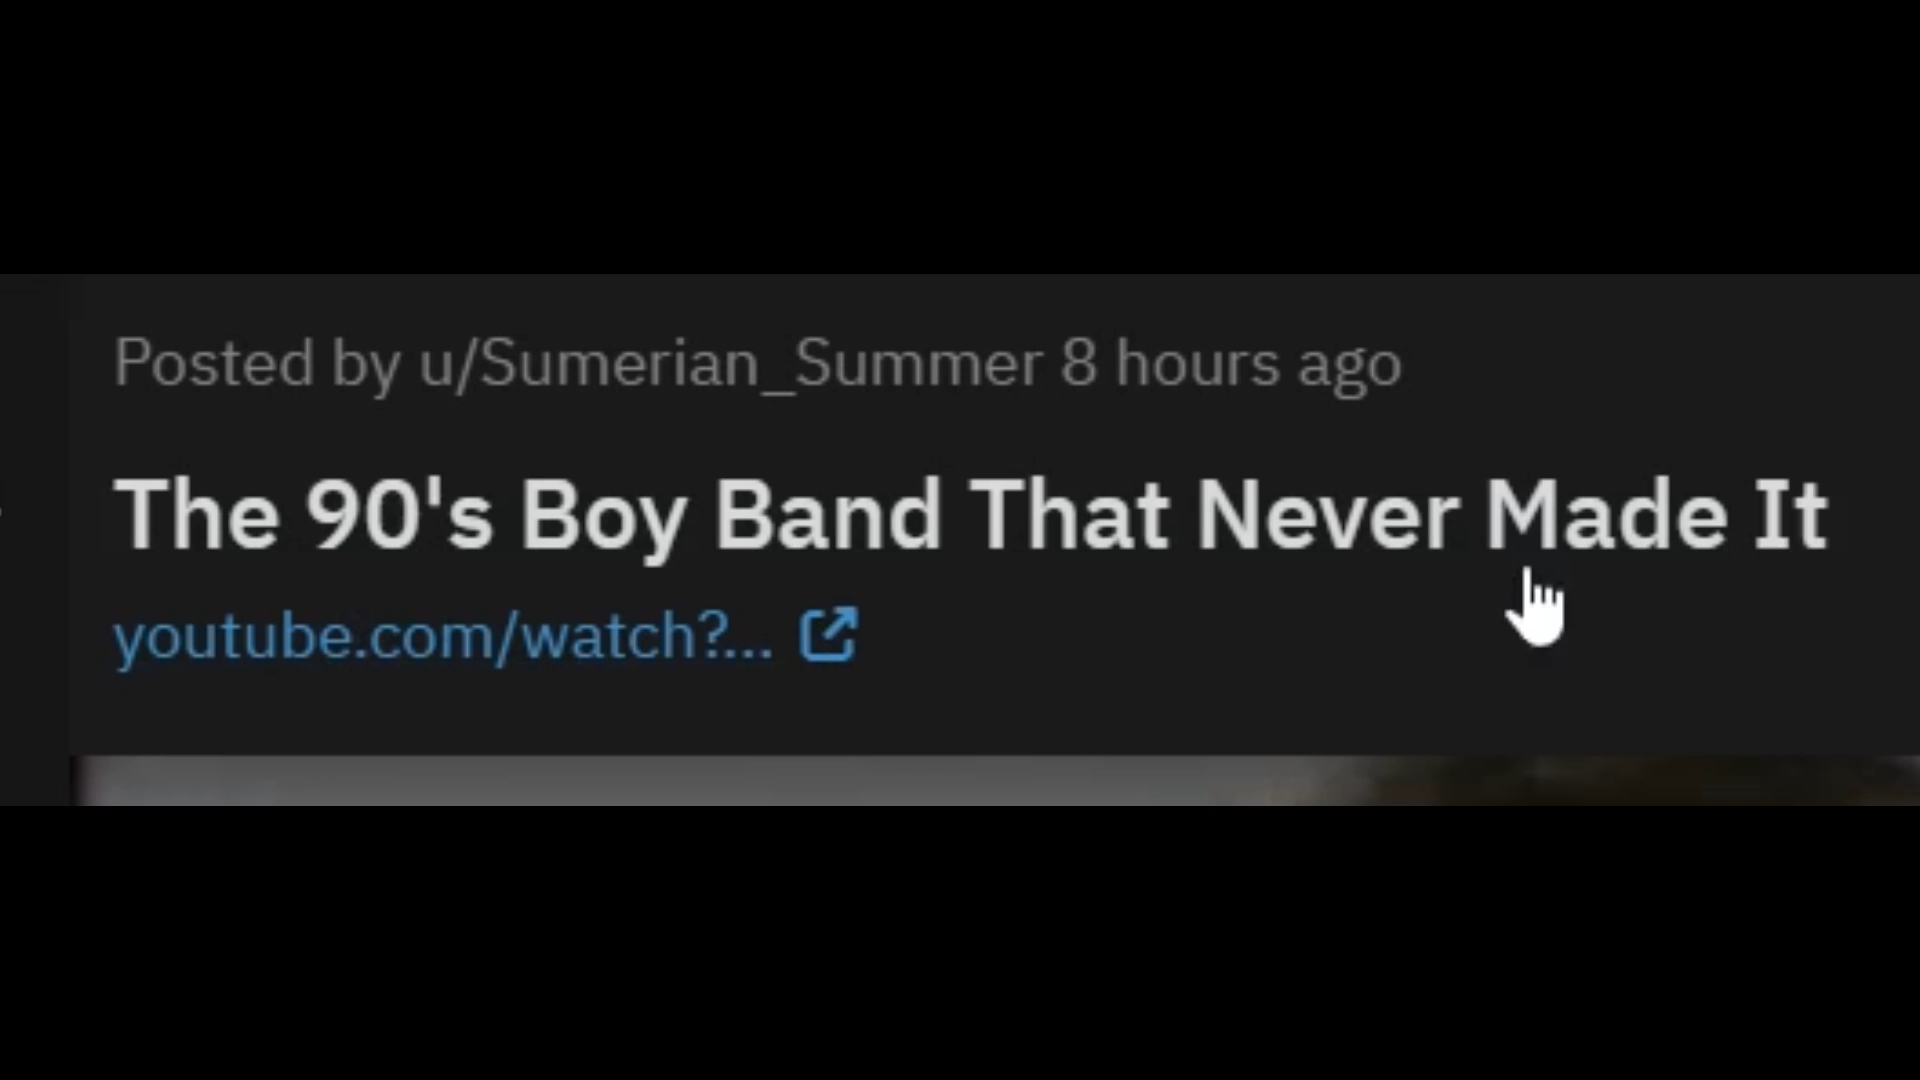 Posted by u/Sumerian_Summer 8 hours ago
The 90's Boy Band That Never Made It
youtube.com/watch?...